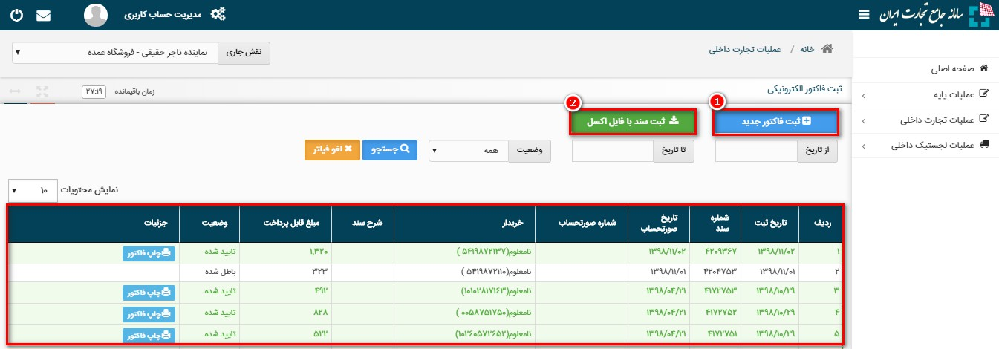 سامانه جامع تجارت ایران
مدیریت حساب کاربری
صفحه اصلی
عملیات پایه
عملیات تجارت داخلی
عملیات لجستیک داخلی
خانه / عملیات تجارت داخلی
نقش جاری
نماینده تاجر حقیقی - فروشگاه عمده
ثبت فاکتور الکترونیکی
زمان باقیمانده ۲۷:۱۹
1
ثبت فاکتور جدید
2
ثبت سند با فایل اکسل
از تاریخ
تا تاریخ
وضعیت همه
جستجو
لغو فیلتر
نمایش محتویات ۱۰
ردیف تاریخ ثبت شماره سند تاریخ صورتحساب شماره صورتحساب خریدار شرح سند مبلغ قابل پرداخت وضعیت جزئیات
۱ ۱۳۹۸/۱۱/۰۲ ۴۲۰۹۳۶۷ ۱۳۹۸/۱۱/۰۲ نامعلوم(۵۴۱۹۸۷۲۱۳۷ ) ۱,۳۲۰ تایید شده چاپ فاکتور
۲ ۱۳۹۸/۱۱/۰۱ ۴۲۰۴۷۵۳ ۱۳۹۸/۱۱/۰۱ نامعلوم(۵۴۱۹۸۷۲۱۱۰ ) ۳۲۳ باطل شده
۳ ۱۳۹۸/۱۰/۲۹ ۴۱۷۲۷۵۳ ۱۳۹۸/۰۴/۲۱ نامعلوم(۱۰۱۰۲۸۱۷۱۶۳) ۴۹۲ تایید شده چاپ فاکتور
۴ ۱۳۹۸/۱۰/۲۹ ۴۱۷۲۷۵۲ ۱۳۹۸/۰۴/۲۱ نامعلوم(۰۰۵۸۷۵۱۷۵۰ ) ۸۲۸ تایید شده چاپ فاکتور
۵ ۱۳۹۸/۱۰/۲۹ ۴۱۷۲۷۵۱ ۱۳۹۸/۰۴/۲۱ نامعلوم(۱۰۲۶۰۵۷۲۶۵۲) ۵۲۲ تایید شده چاپ فاکتور